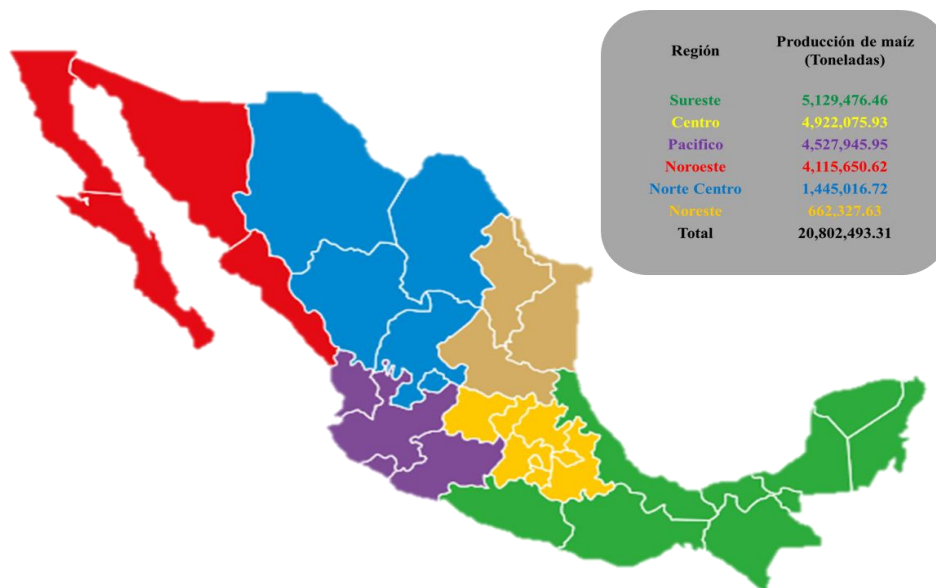 Región Producción de maíz
(Toneladas)
Sureste 5,129,476.46
Centro 4,922,075.93
Pacifico 4,527,945.95
Noroeste 4,115,650.62
Norte Centro 1,445,016.72
Noreste 662,327.63
Total 20,802,493.31